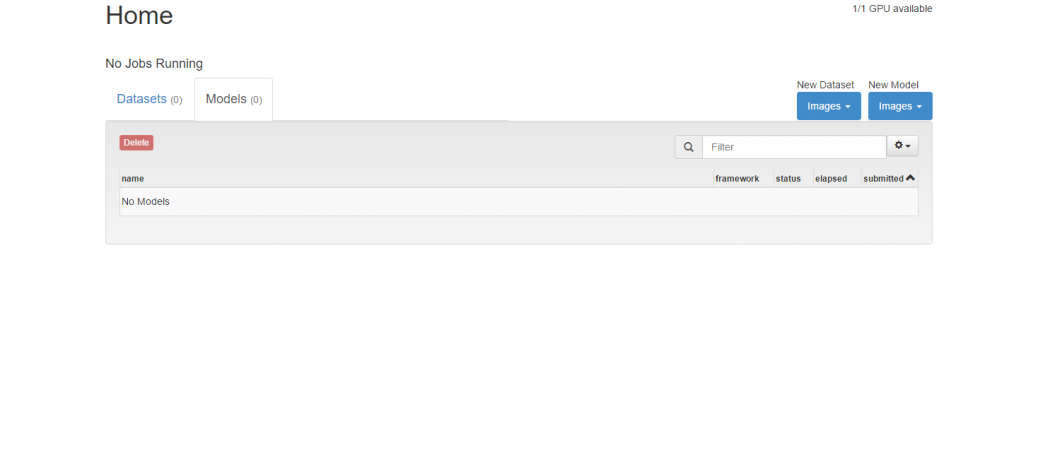 Home
1/1 GPU available
No Jobs Running
Datasets (0)
Models (0)
New Dataset
New Model
Images
Images
Delete
Filter
name framework status elapsed submitted
No Models